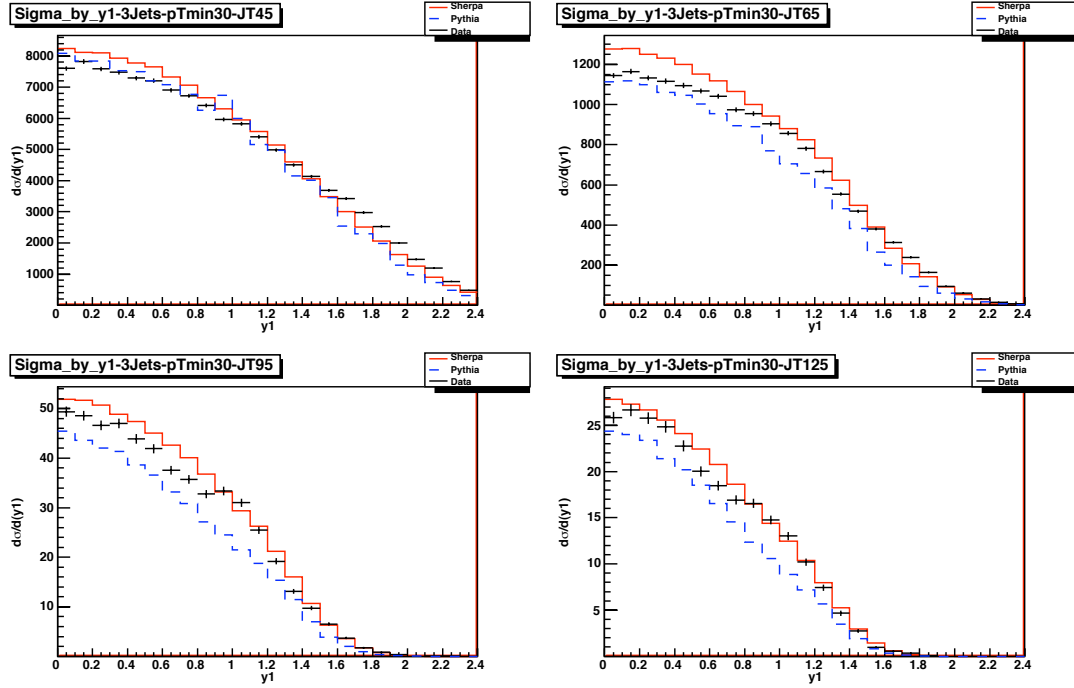 Sigma_by_y1-3Jets-pTmin30-JT45
Sherpa
Pythia
Data
dσ/d(y1)
8000
7000
6000
5000
4000
3000
2000
1000
0 0.2 0.4 0.6 0.8 1 1.2 1.4 1.6 1.8 2 2.2 2.4
y1
Sigma_by_y1-3Jets-pTmin30-JT65
Sherpa
Pythia
Data
dσ/d(y1)
1200
1000
800
600
400
200
0 0.2 0.4 0.6 0.8 1 1.2 1.4 1.6 1.8 2 2.2 2.4
y1
Sigma_by_y1-3Jets-pTmin30-JT95
Sherpa
Pythia
Data
dσ/d(y1)
50
40
30
20
10
0 0.2 0.4 0.6 0.8 1 1.2 1.4 1.6 1.8 2 2.2 2.4
y1
Sigma_by_y1-3Jets-pTmin30-JT125
Sherpa
Pythia
Data
dσ/d(y1)
25
20
15
10
5
0 0.2 0.4 0.6 0.8 1 1.2 1.4 1.6 1.8 2 2.2 2.4
y1